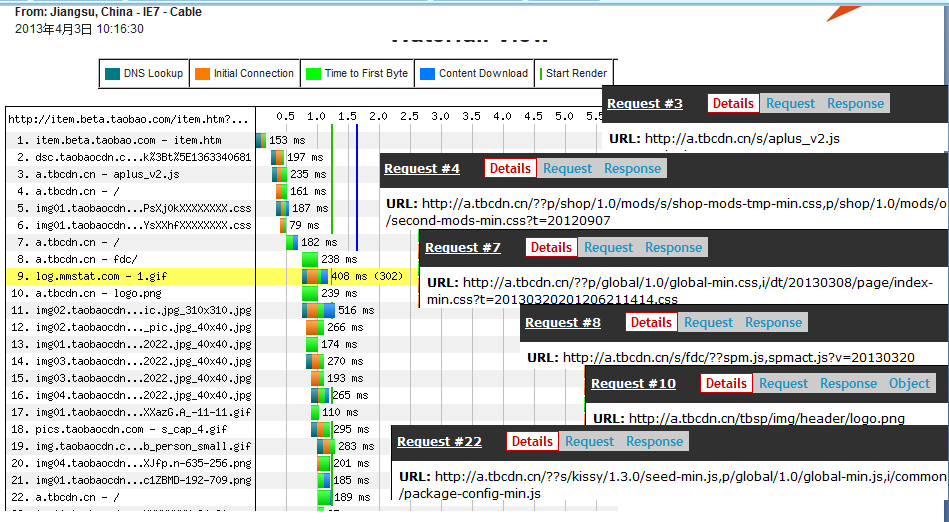 From: Jiangsu, China - IE7 - Cable
2013年4月3日 10:16:30
Waterfall View
DNS Lookup Initial Connection Time to First Byte Content Download Start Render
http://item.beta.taobao.com/item.htm?... 0.5 1.0 1.5 2.0 2.5 3.0 3.5 4.0 4.5 5.0 5.5
1. item.beta.taobao.com - item.htm 153 ms
2. dsc.taobaocdn.c...k%3Bt%5E1363340681 197 ms
3. a.tbcdn.cn - aplus_v2.js 235 ms
4. a.tbcdn.cn - / 161 ms
5. img01.taobaocdn...PsXj0kXXXXXXXX.css 187 ms
6. img01.taobaocdn...YsXXhfXXXXXXXX.css 79 ms
7. a.tbcdn.cn - / 182 ms
8. a.tbcdn.cn - fdc/ 238 ms
9. log.mmstat.com - 1.gif 408 ms (302)
10. a.tbcdn.cn - logo.png 239 ms
11. img02.taobaocdn...ic.jpg_310x310.jpg 516 ms
12. img02.taobaocdn..._pic.jpg_40x40.jpg 266 ms
13. img01.taobaocdn...2022.jpg_40x40.jpg 174 ms
14. img03.taobaocdn...2022.jpg_40x40.jpg 270 ms
15. img03.taobaocdn...2022.jpg_40x40.jpg 193 ms
16. img04.taobaocdn...2022.jpg_40x40.jpg 265 ms
17. img01.taobaocdn...XXazG.A_-11-11.gif 110 ms
18. pics.taobao.com - s_cap_4.gif 295 ms
19. img.taobaocdn.c...b_person_small.gif 283 ms
20. img04.taobaocdn...XJfp.n-635-256.png 201 ms
21. img01.taobaocdn...c1ZBMD-192-709.png 185 ms
22. a.tbcdn.cn - / 189 ms
Request #3 Details Request Response
URL: http://a.tbcdn.cn/s/aplus_v2.js
Request #4 Details Request Response
URL: http://a.tbcdn.cn/??p/shop/1.0/mods/s/shop-mods-tmp-min.css,p/shop/1.0/mods/o
/second-mods-min.css?t=20120907
Request #7 Details Request Response
URL: http://a.tbcdn.cn/??p/global/1.0/global-min.css,i/dt/20130308/page/index-
min.css?t=20130320201206211414.css
Request #8 Details Request Response
URL: http://a.tbcdn.cn/s/fdc/??spm.js,spmact.js?v=20130320
Request #10 Details Request Response Object
URL: http://a.tbcdn.cn/tbsp/img/header/logo.png
Request #22 Details Request Response
URL: http://a.tbcdn.cn/??s/kissy/1.3.0/seed-min.js,p/global/1.0/global-min.js,i/common
/package-config-min.js